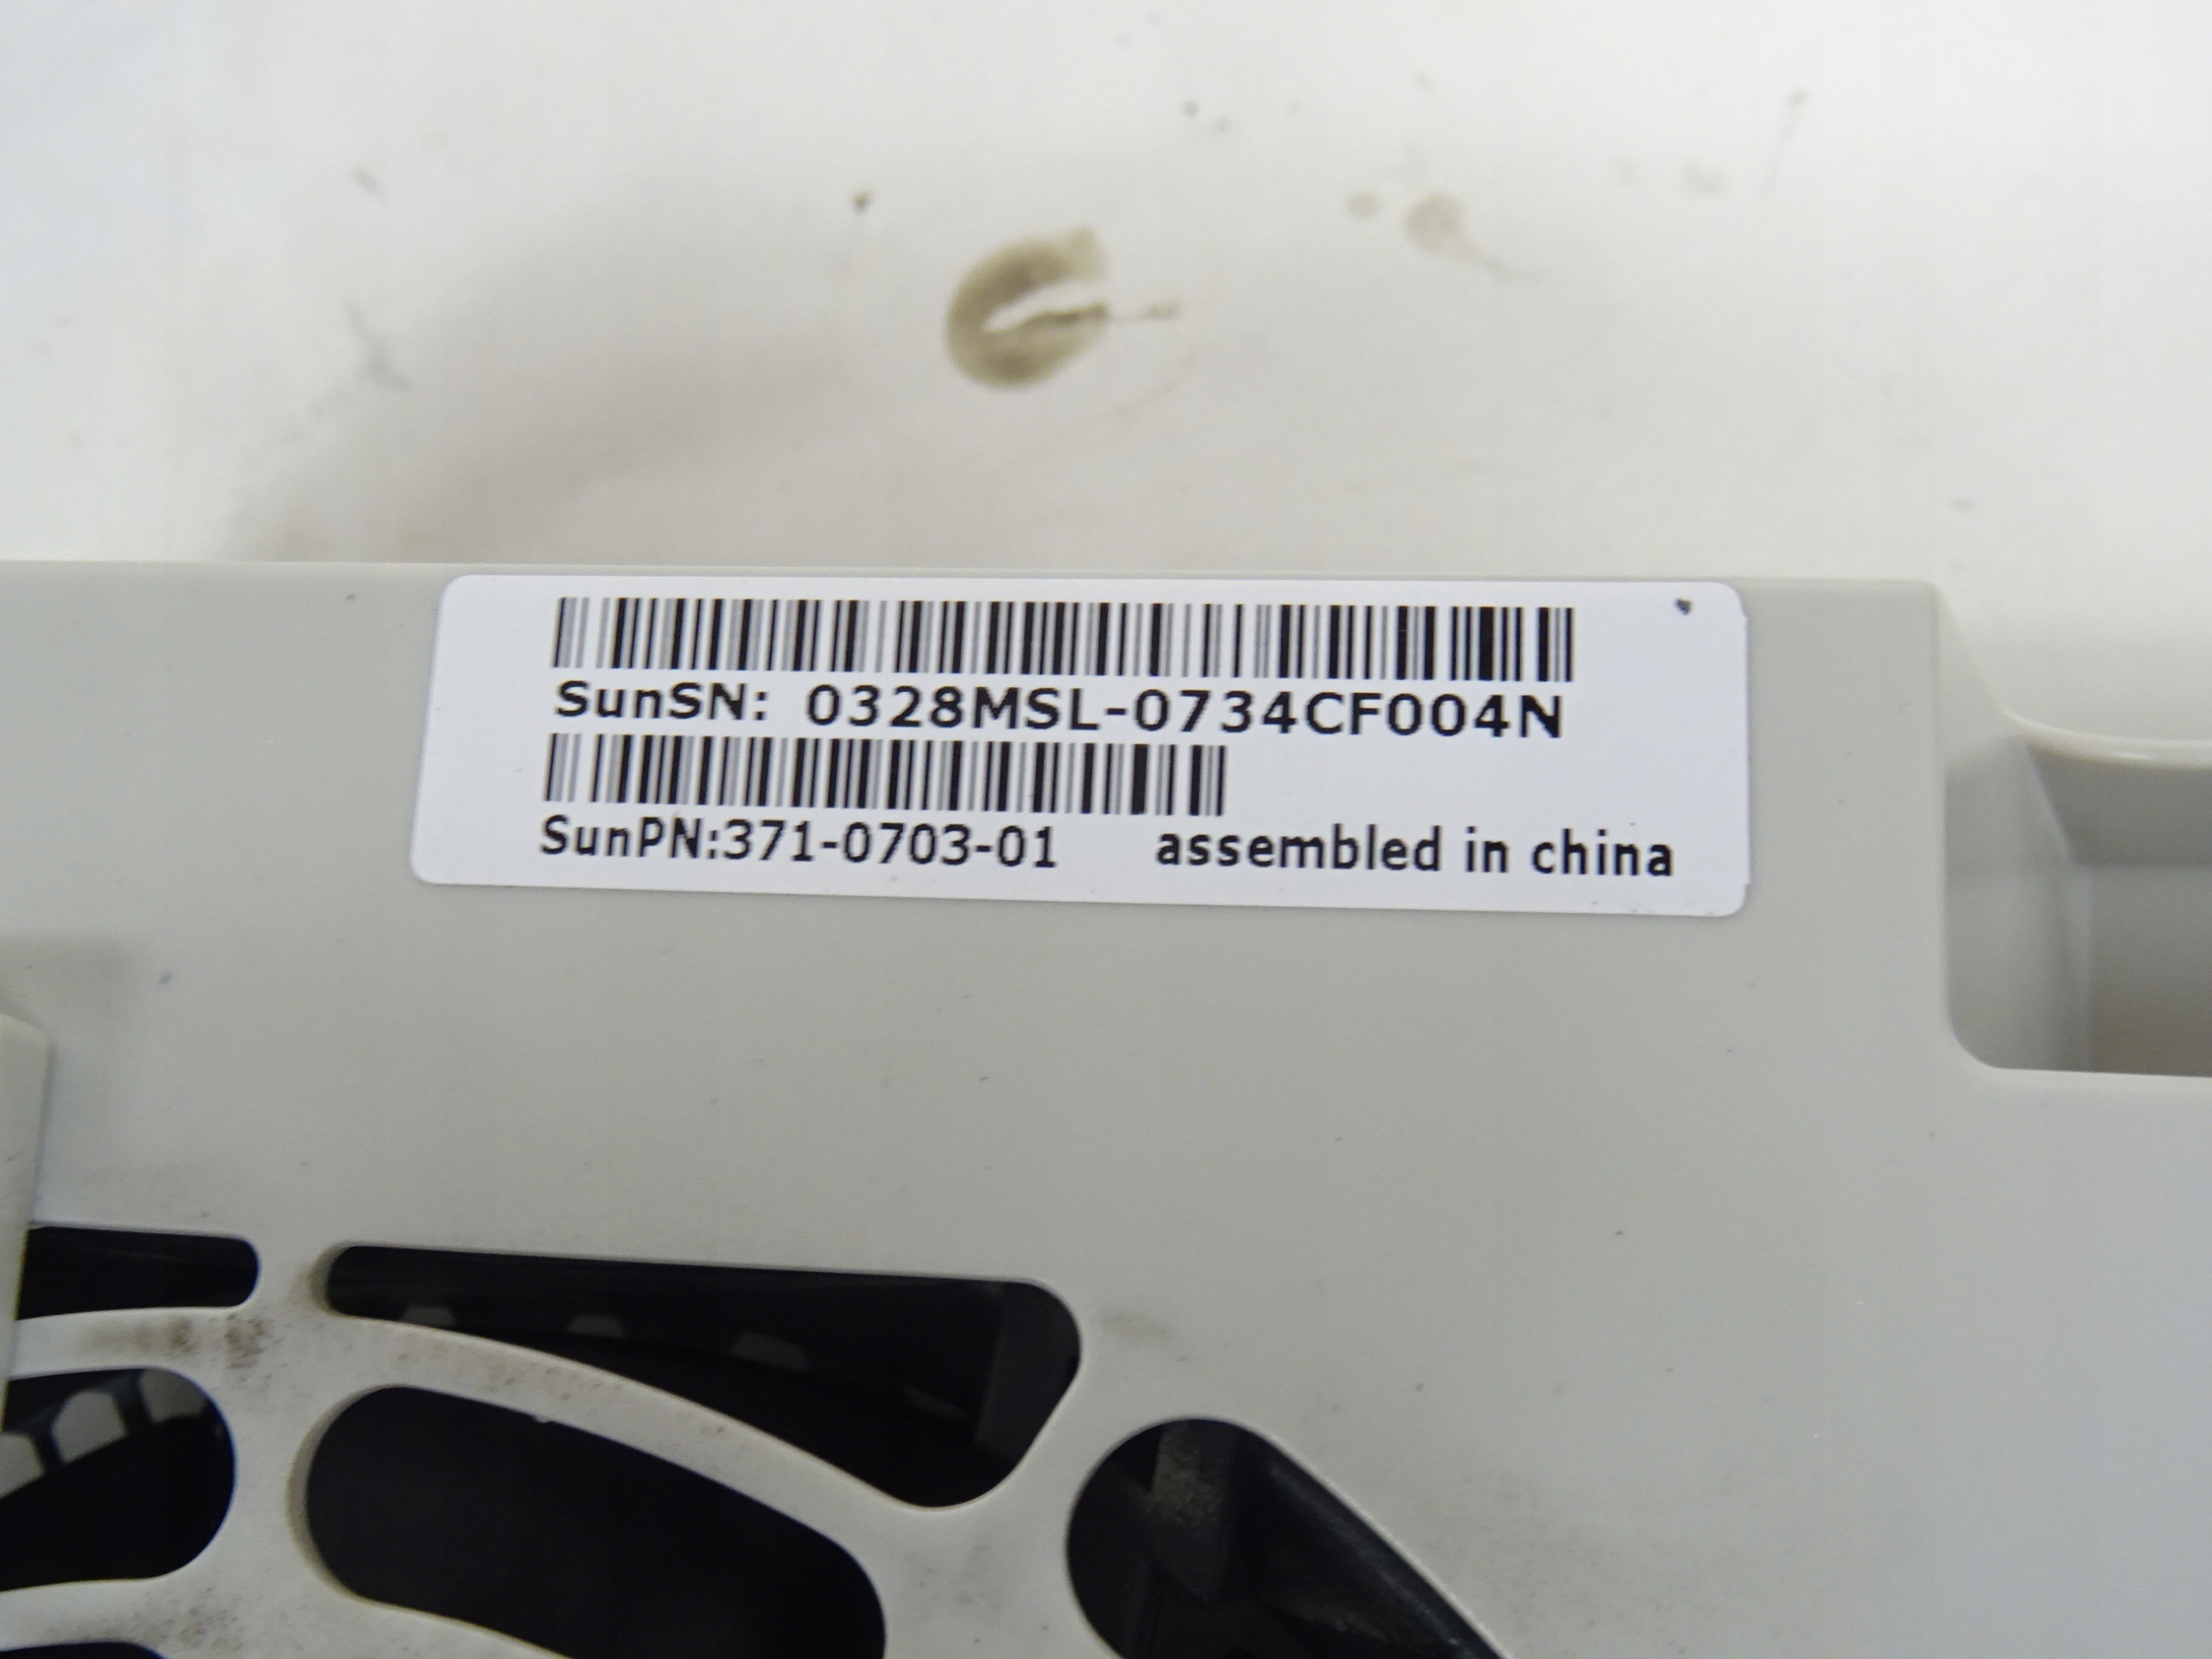 SunSN: 0328MSL-0734CF004N
SunPN:371-0703-01 assembled in china